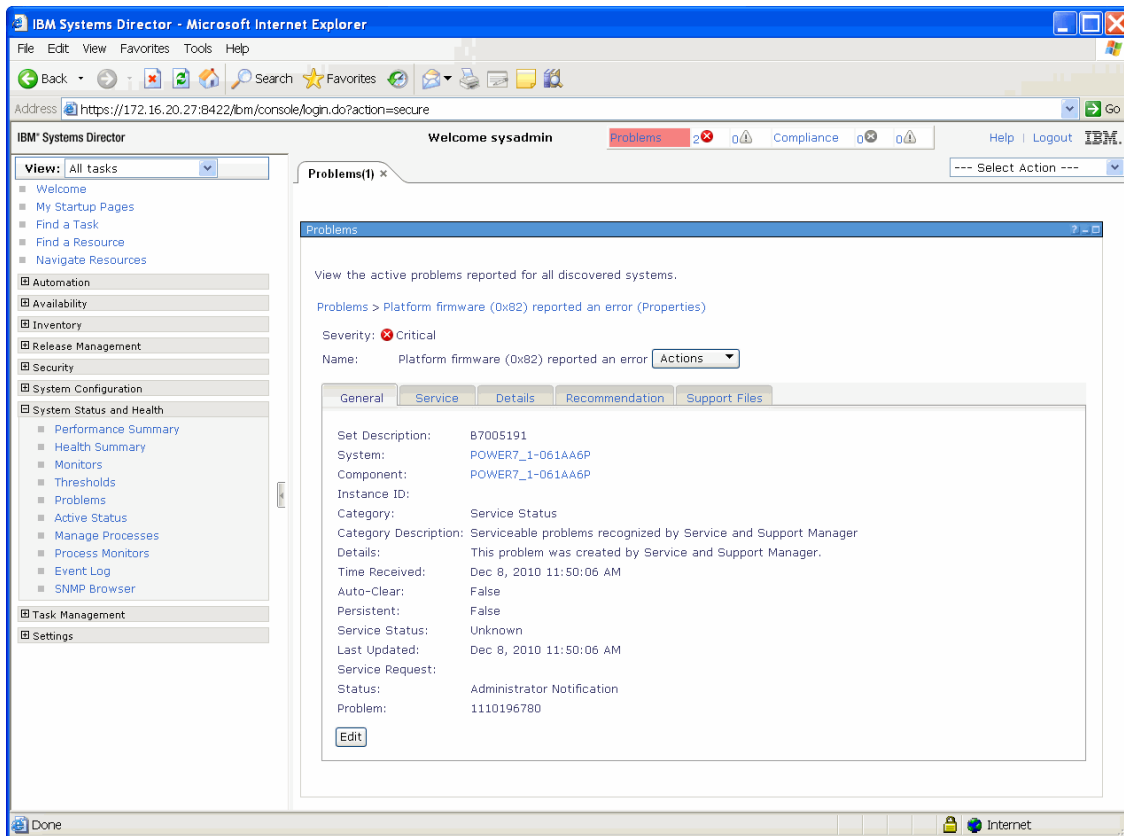 IBM Systems Director - Microsoft Internet Explorer
File Edit View Favorites Tools Help
Back Search Favorites
Address https://172.16.20.27:8422/ibm/console/login.do?action=secure Go
IBM® Systems Director Welcome sysadmin Problems 2 0 Compliance 0 0 Help | Logout IBM.
View: All tasks
Problems(1) × --- Select Action ---
Welcome
My Startup Pages
Find a Task
Find a Resource
Navigate Resources
Automation
Availability
Inventory
Release Management
Security
System Configuration
System Status and Health
Performance Summary
Health Summary
Monitors
Thresholds
Problems
Active Status
Manage Processes
Process Monitors
Event Log
SNMP Browser
Task Management
Settings
Problems ? –
View the active problems reported for all discovered systems.
Problems > Platform firmware (0x82) reported an error (Properties)
Severity: Critical
Name: Platform firmware (0x82) reported an error Actions
General Service Details Recommendation Support Files
Set Description: B7005191
System: POWER7_1-061AA6P
Component: POWER7_1-061AA6P
Instance ID:
Category: Service Status
Category Description: Serviceable problems recognized by Service and Support Manager
Details: This problem was created by Service and Support Manager.
Time Received: Dec 8, 2010 11:50:06 AM
Auto-Clear: False
Persistent: False
Service Status: Unknown
Last Updated: Dec 8, 2010 11:50:06 AM
Service Request:
Status: Administrator Notification
Problem: 1110196780
Edit
Done Internet